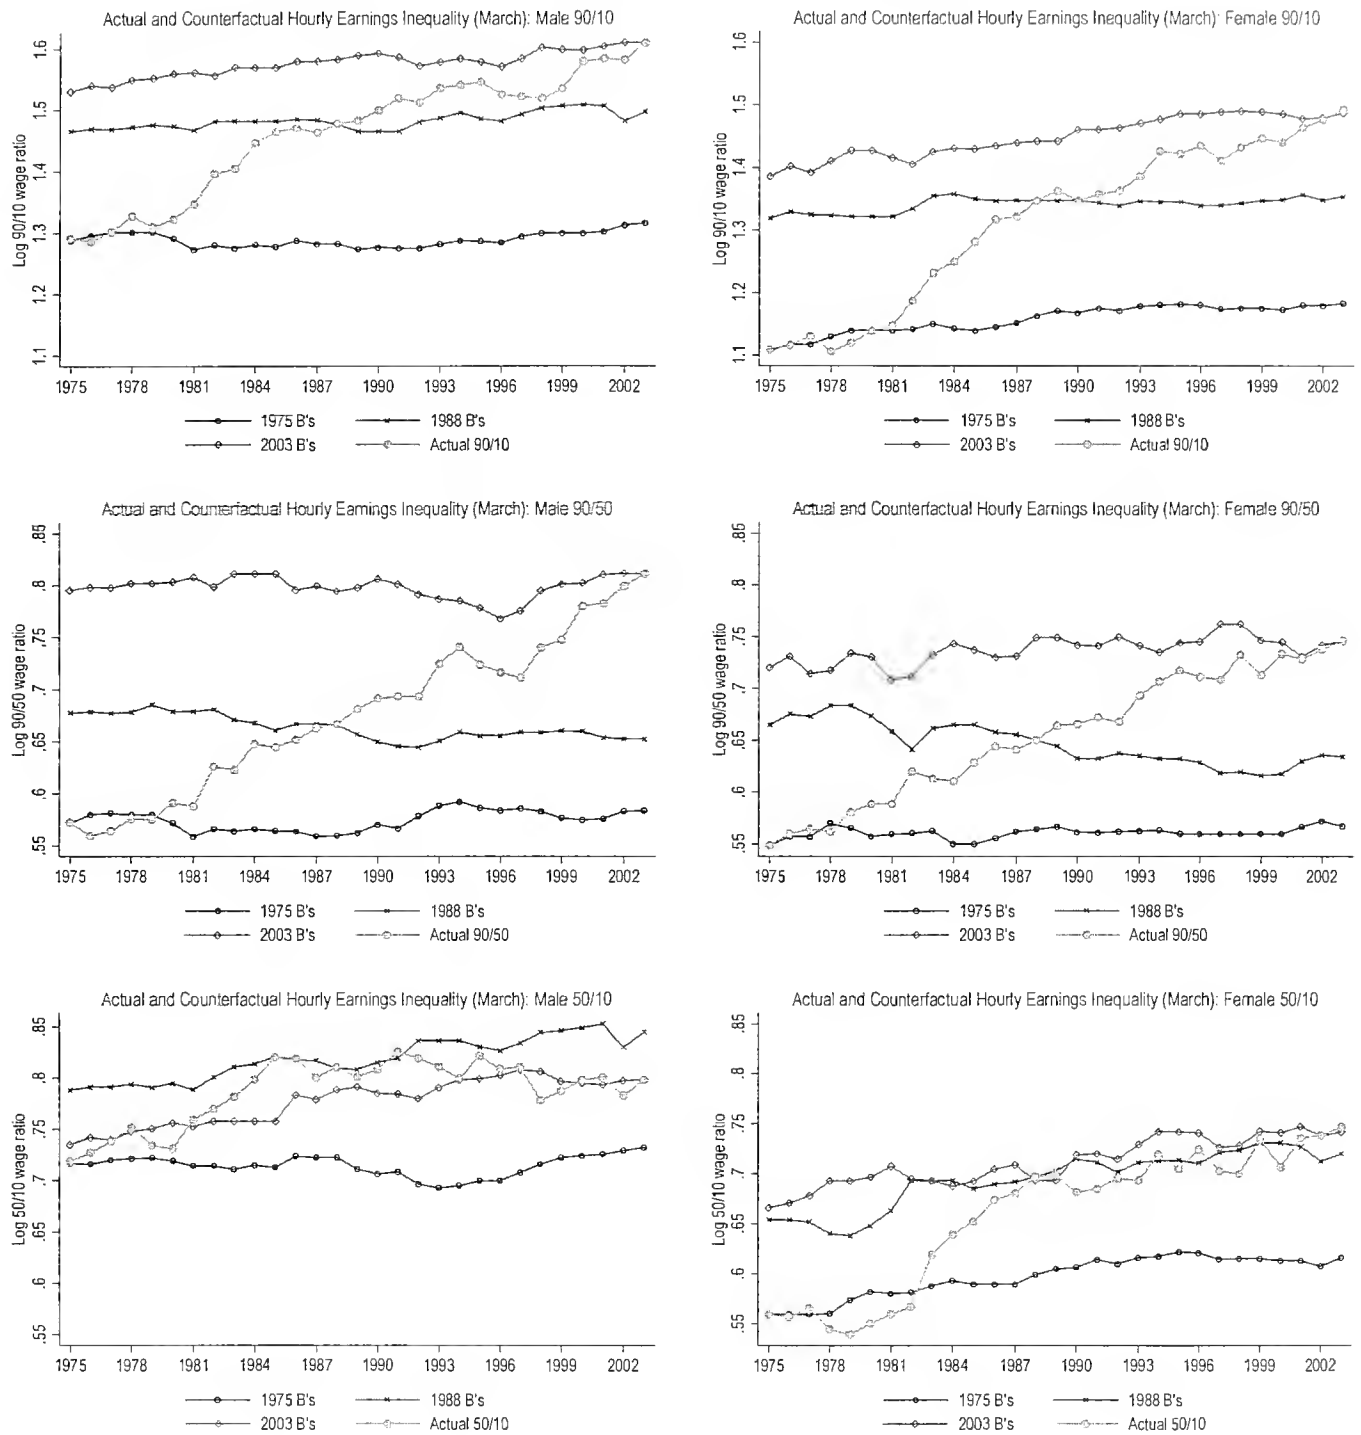 Actual and Counterfactual Hourly Earnings Inequality (March): Male 90/10
Log 90/10 wage ratio
1.1 1.2 1.3 1.4 1.5 1.6
1975 1978 1981 1984 1987 1990 1993 1996 1999 2002
1975 B's 1988 B's
2003 B's Actual 90/10
Actual and Counterfactual Hourly Earnings Inequality (March): Female 90/10
Log 90/10 wage ratio
1.1 1.2 1.3 1.4 1.5 1.6
1975 1978 1981 1984 1987 1990 1993 1996 1999 2002
1975 B's 1988 B's
2003 B's Actual 90/10
Actual and Counterfactual Hourly Earnings Inequality (March): Male 90/50
Log 90/50 wage ratio
.55 .6 .65 .7 .75 .8 .85
1975 1978 1981 1984 1987 1990 1993 1996 1999 2002
1975 B's 1988 B's
2003 B's Actual 90/50
Actual and Counterfactual Hourly Earnings Inequality (March): Female 90/50
Log 90/50 wage ratio
.55 .6 .65 .7 .75 .8 .85
1975 1978 1981 1984 1987 1990 1993 1996 1999 2002
1975 B's 1988 B's
2003 B's Actual 90/50
Actual and Counterfactual Hourly Earnings Inequality (March): Male 50/10
Log 50/10 wage ratio
.55 .6 .65 .7 .75 .8 .85
1975 1978 1981 1984 1987 1990 1993 1996 1999 2002
1975 B's 1988 B's
2003 B's Actual 50/10
Actual and Counterfactual Hourly Earnings Inequality (March): Female 50/10
Log 50/10 wage ratio
.55 .6 .65 .7 .75 .8 .85
1975 1978 1981 1984 1987 1990 1993 1996 1999 2002
1975 B's 1988 B's
2003 B's Actual 50/10